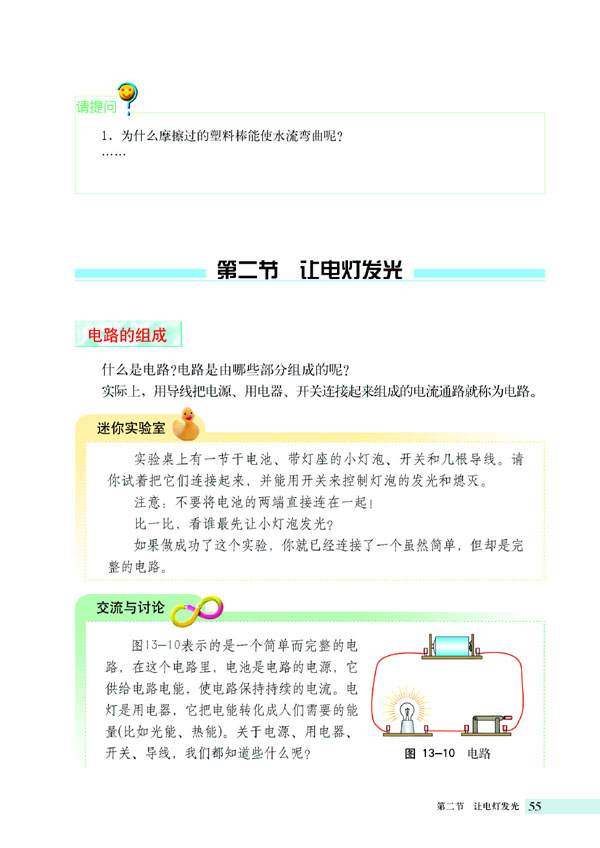 请提问
1. 为什么摩擦过的塑料棒能使水流弯曲呢?
……
第二节 让电灯发光
电路的组成
什么是电路?电路是由哪些部分组成的呢?
实际上，用导线把电源、用电器、开关连接起来组成的电流通路就称为电路。
迷你实验室
实验桌上有一节干电池、带灯座的小灯泡、开关和几根导线。请
你试着把它们连接起来，并能用开关来控制灯泡的发光和熄灭。
注意：不要将电池的两端直接连在一起!
比一比，看谁最先让小灯泡发光?
如果做成功了这个实验，你就已经连接了一个虽然简单，但却是完
整的电路。
交流与讨论
图13-10表示的是一个简单而完整的电
路，在这个电路里，电池是电路的电源，它
供给电路电能，使电路保持持续的电流。电
灯是用电器，它把电能转化成人们需要的能
量(比如光能、热能)。关于电源、用电器、
开关、导线，我们都知道些什么呢?
图 13-10 电路
第二节 让电灯发光 55